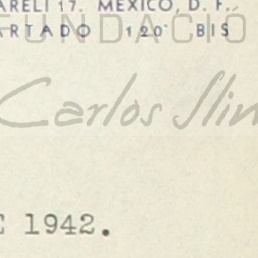 ARELI 17. MEXICO, D. F.
FUNDACIÓ
ARTADO 120 BIS
Carlos Slim
E 1942.